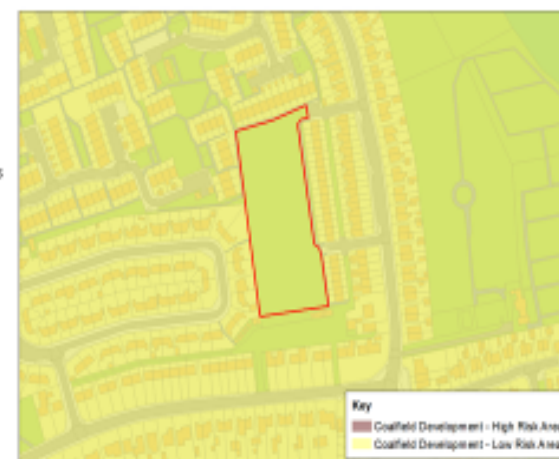 Key
Coalfield Development - High Risk Area
Coalfield Development - Low Risk Area